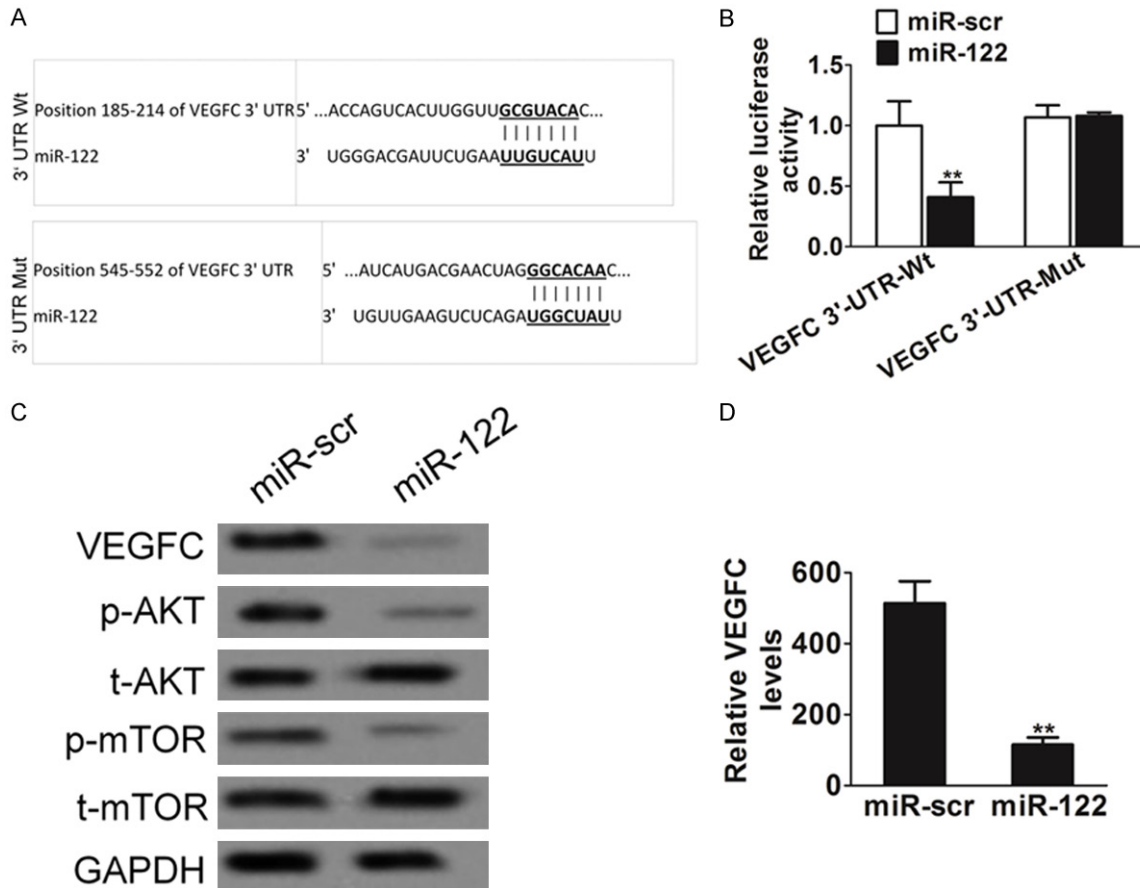 A
3' UTR Wt
Position 185-214 of VEGFC 3' UTR 5' ...ACCAGUCACUUGGUUGCGUACAC...
miR-122 3' UGGGACGAUUCUGAAUUGUCAUU
3' UTR Mut
Position 545-552 of VEGFC 3' UTR 5' ...AUCAUGACGAACUAGGGCACAAC...
miR-122 3' UGUUGAAGUCUCAGAUGGCUAUU
B
miR-scr
miR-122
Relative luciferase
activity
1.5
1.0
0.5
0.0
**
VEGFC 3'-UTR-Wt
VEGFC 3'-UTR-Mut
C
miR-scr
miR-122
VEGFC
p-AKT
t-AKT
p-mTOR
t-mTOR
GAPDH
D
Relative VEGFC
levels
600
400
200
0
**
miR-scr
miR-122